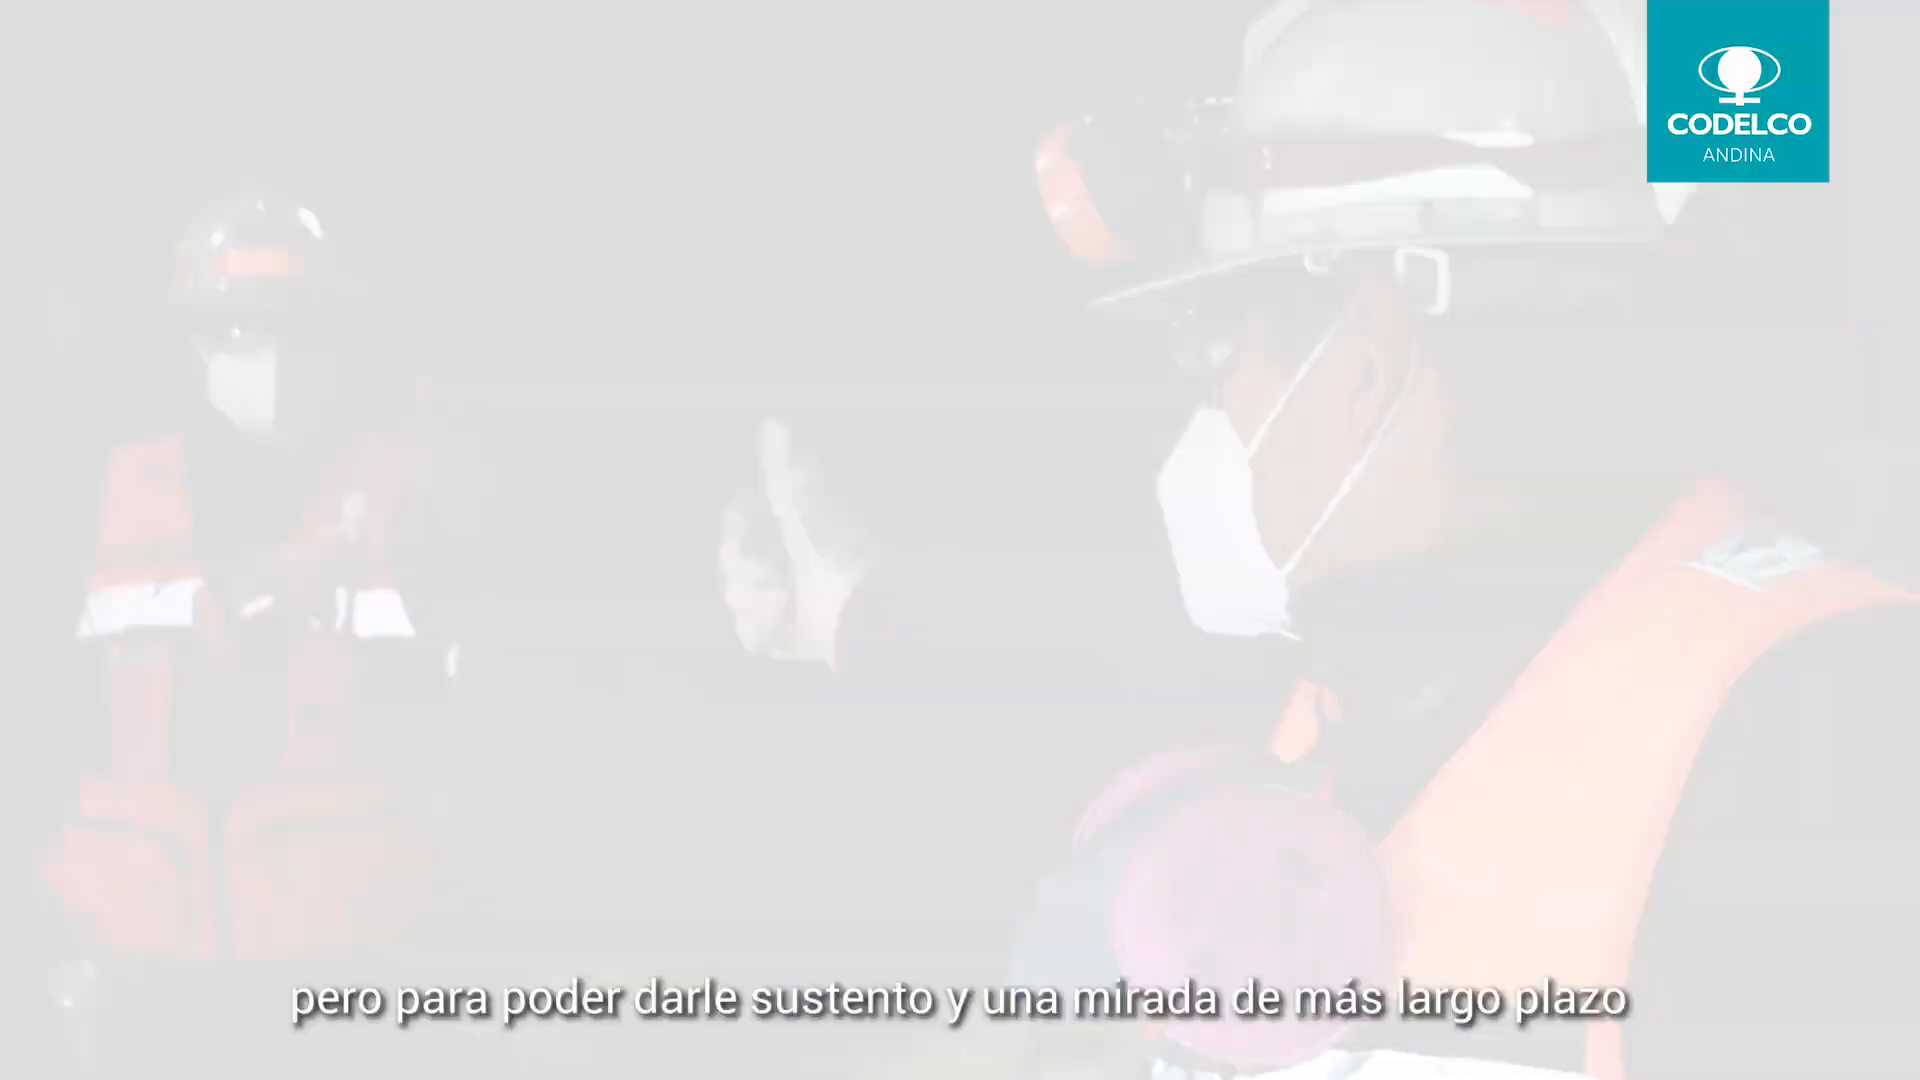 CODELCO
ANDINA
pero para poder darle sustento y una mirada de más largo plazo